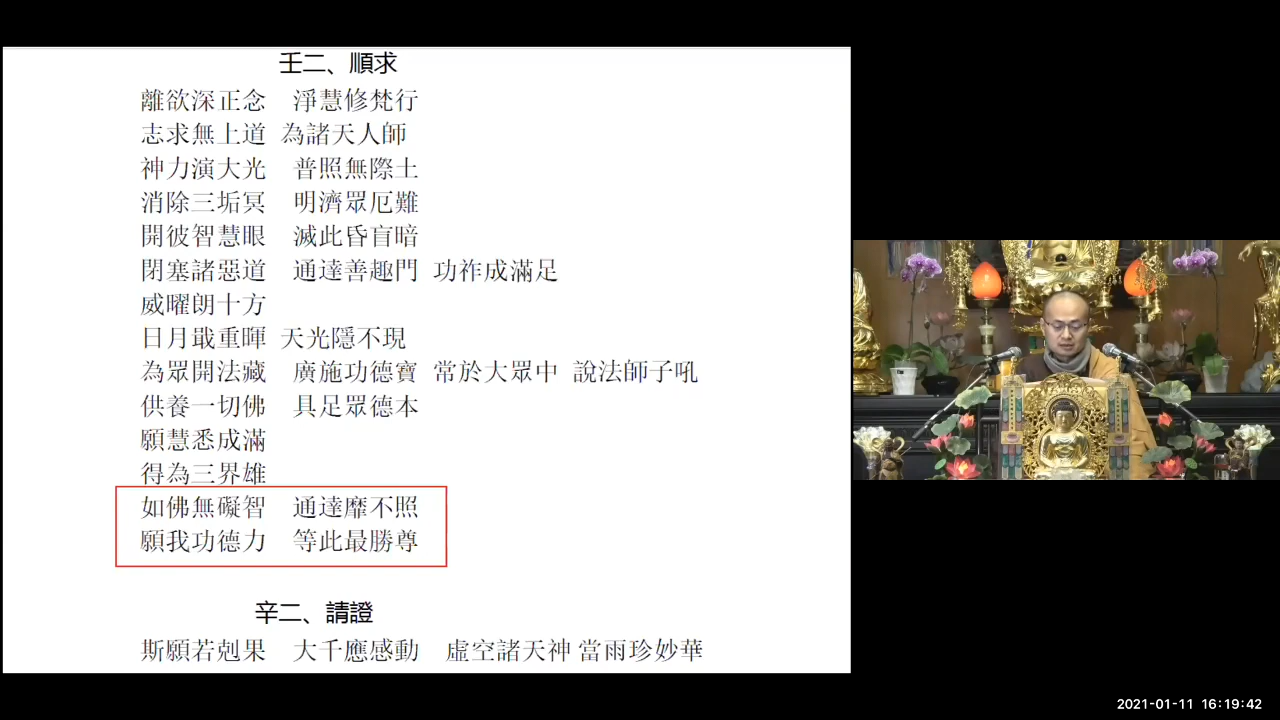 壬二、順求
離欲深正念 淨慧修梵行
志求無上道 為諸天人師
神力演大光 普照無際土
消除三垢冥 明濟眾厄難
開彼智慧眼 滅此昏盲暗
閉塞諸惡道 通達善趣門 功祚成滿足
威曜朗十方
日月戢重暉 天光隱不現
為眾開法藏 廣施功德寶 常於大眾中 說法師子吼
供養一切佛 具足眾德本
願慧悉成滿
得為三界雄
如佛無礙智 通達靡不照
願我功德力 等此最勝尊
辛二、請證
斯願若剋果 大千應感動 虛空諸天神 當雨珍妙華
2021-01-11 16:19:42